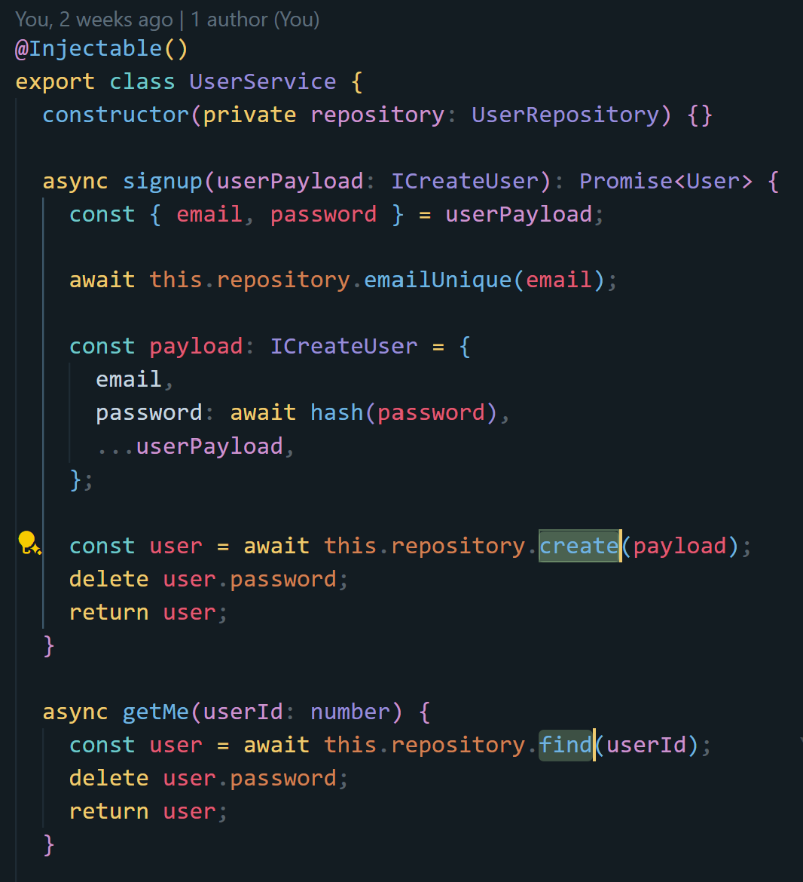 You, 2 weeks ago | 1 author (You)
@Injectable()
export class UserService {
  constructor(private repository: UserRepository) {}

  async signup(userPayload: ICreateUser): Promise<User> {
    const { email, password } = userPayload;

    await this.repository.emailUnique(email);

    const payload: ICreateUser = {
      email,
      password: await hash(password),
      ...userPayload,
    };

    const user = await this.repository.create(payload);
    delete user.password;
    return user;
  }

  async getMe(userId: number) {
    const user = await this.repository.find(userId);
    delete user.password;
    return user;
  }